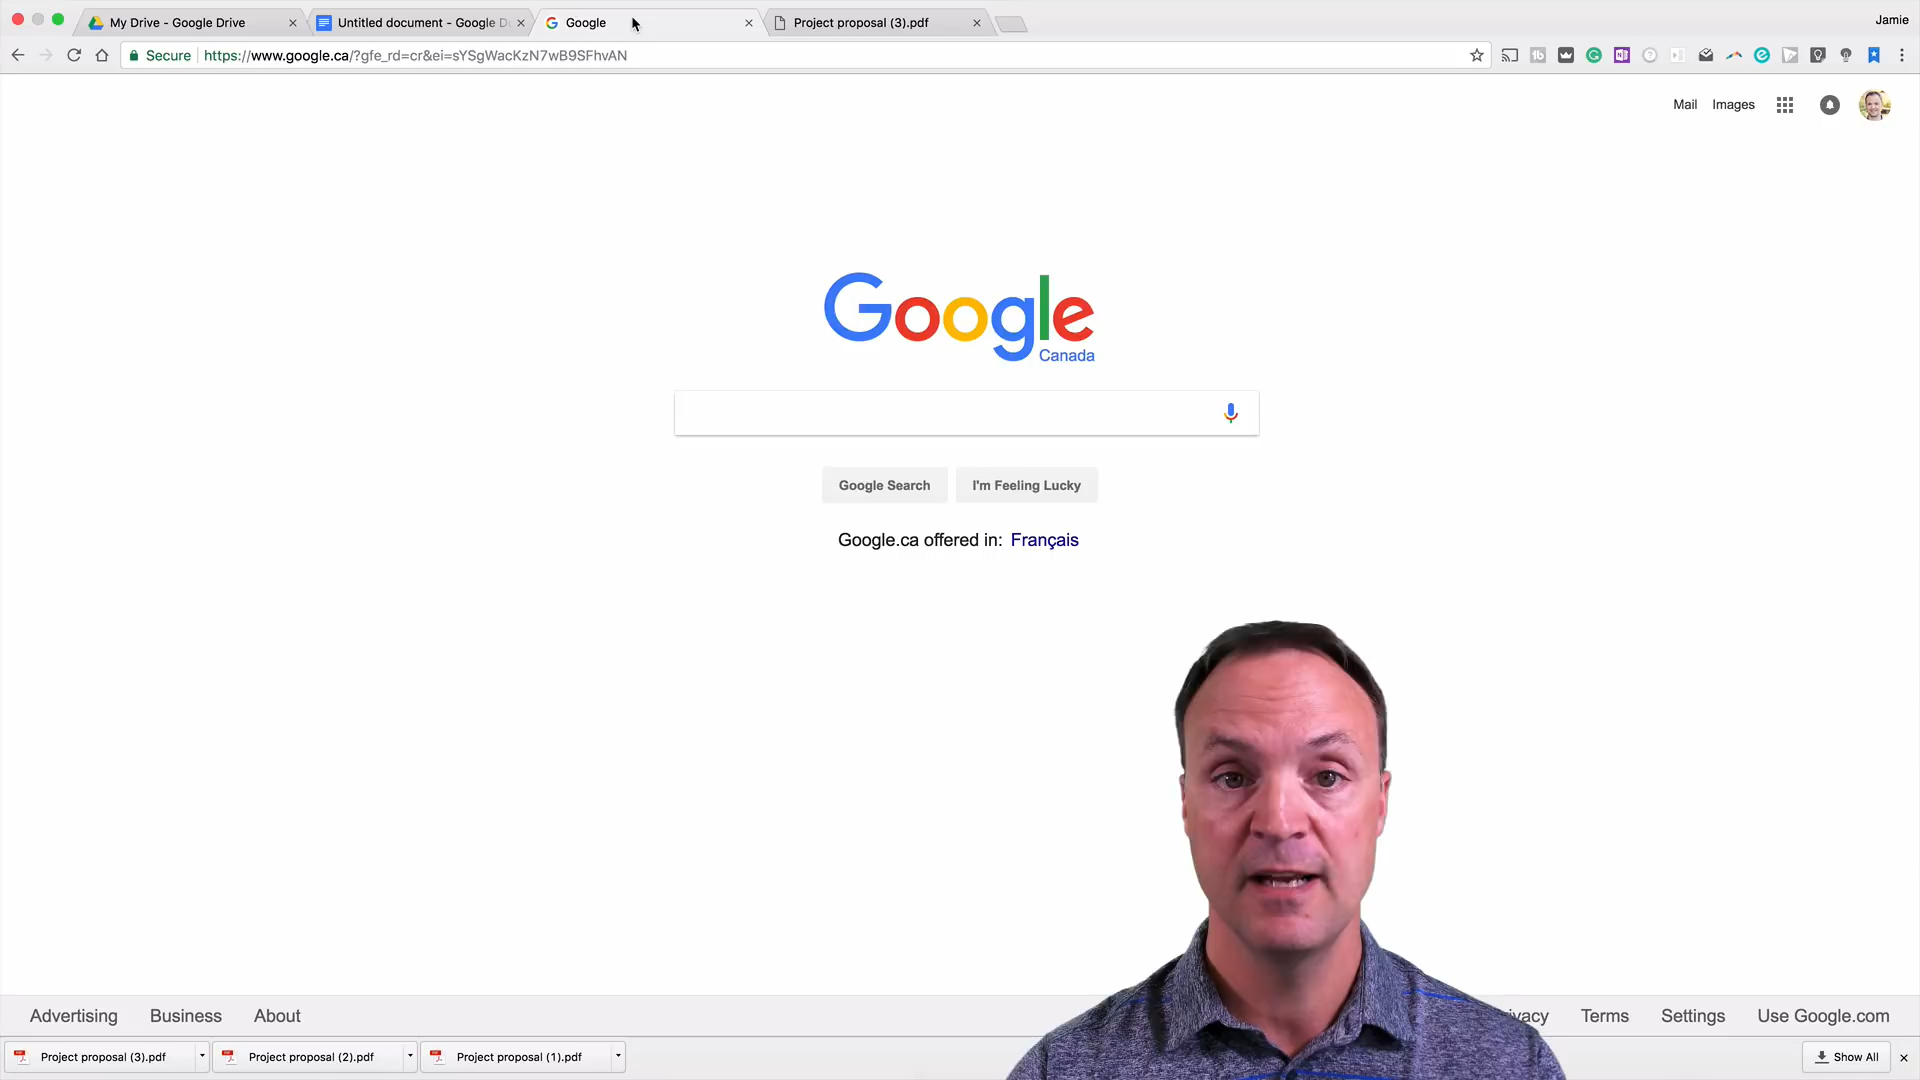 My Drive - Google Drive
Untitled document - Google D
Google
Project proposal (3).pdf
Jamie
Secure
https://www.google.ca/?gfe_rd=cr&ei=sYSgWacKzN7wB9SFhvAN
Mail
Images
Google
Canada
Google Search
I'm Feeling Lucky
Google.ca offered in: Français
Advertising
Business
About
ivacy
Terms
Settings
Use Google.com
Project proposal (3).pdf
Project proposal (2).pdf
Project proposal (1).pdf
Show All